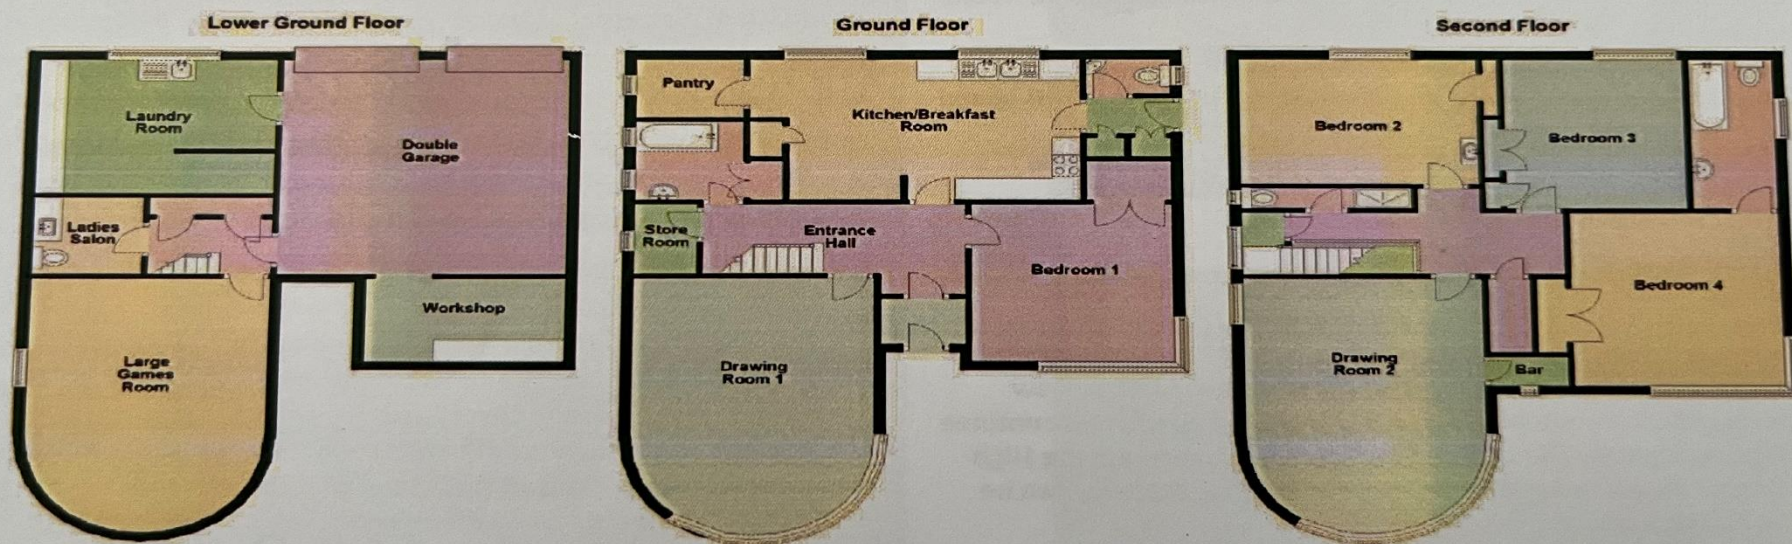 Lower Ground Floor
Laundry
Room
Double
Garage
Ladies
Salon
Workshop
Large
Games
Room
Ground Floor
Pantry
Kitchen/Breakfast
Room
Store
Room
Entrance
Hall
Bedroom 1
Drawing
Room 1
Second Floor
Bedroom 2
Bedroom 3
Bedroom 4
Drawing
Room 2
Bar